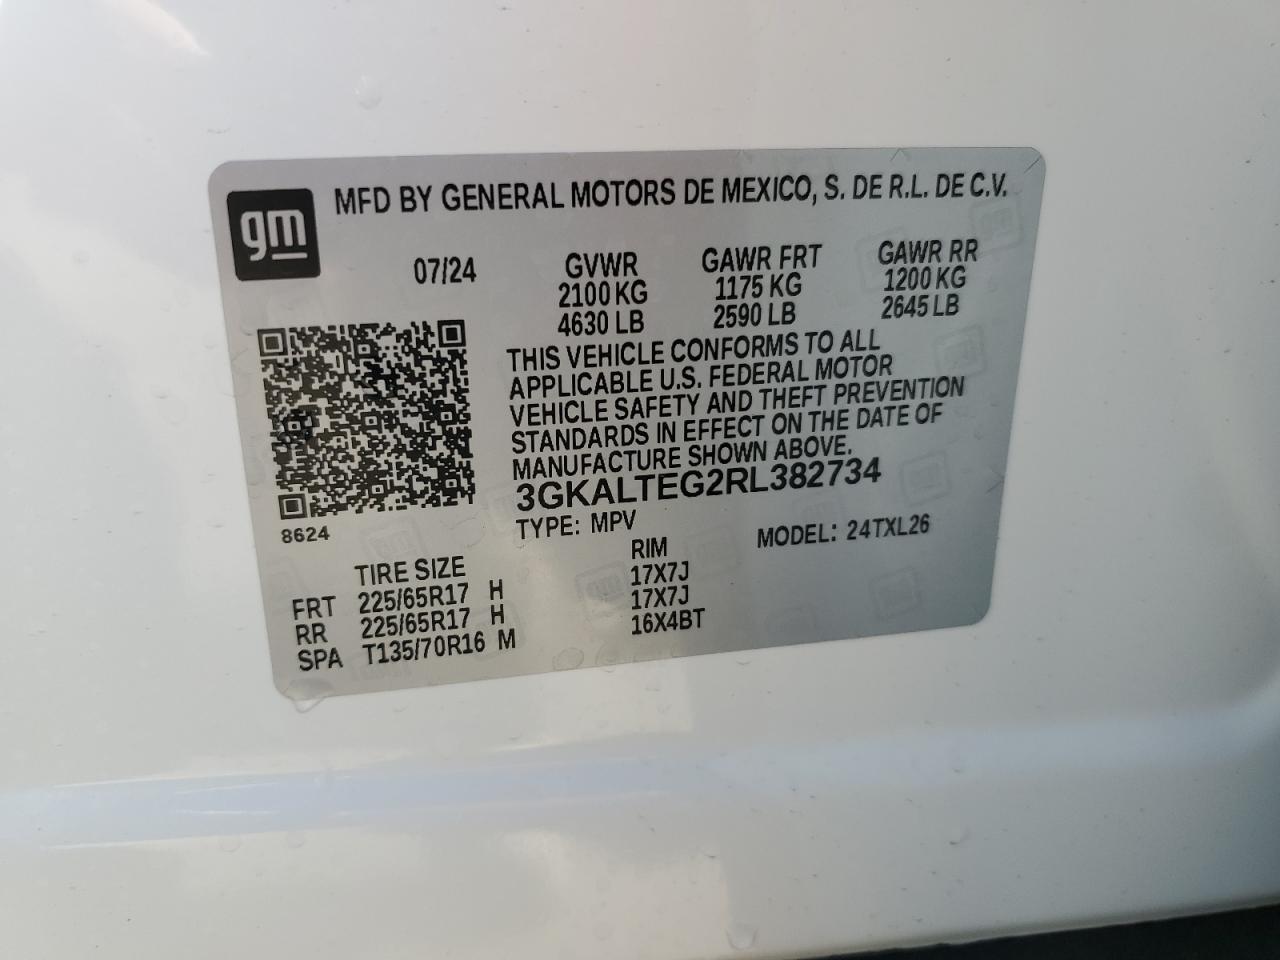 gm
MFD BY GENERAL MOTORS DE MEXICO, S. DE R.L. DE C.V.
07/24 GVWR GAWR FRT GAWR RR
2100 KG 1175 KG 1200 KG
4630 LB 2590 LB 2645 LB
THIS VEHICLE CONFORMS TO ALL
APPLICABLE U.S. FEDERAL MOTOR
VEHICLE SAFETY AND THEFT PREVENTION
STANDARDS IN EFFECT ON THE DATE OF
MANUFACTURE SHOWN ABOVE.
3GKALTEG2RL382734
8624
TYPE: MPV MODEL: 24TXL26
TIRE SIZE RIM
FRT 225/65R17 H 17X7J
RR 225/65R17 H 17X7J
SPA T135/70R16 M 16X4BT